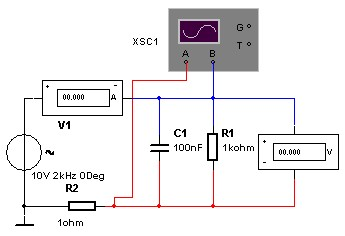 XSC1
G
T
A B
00.000 A
V1
C1
100nF
R1
1kohm
00.000 V
10V 2kHz 0Deg
R2
1ohm